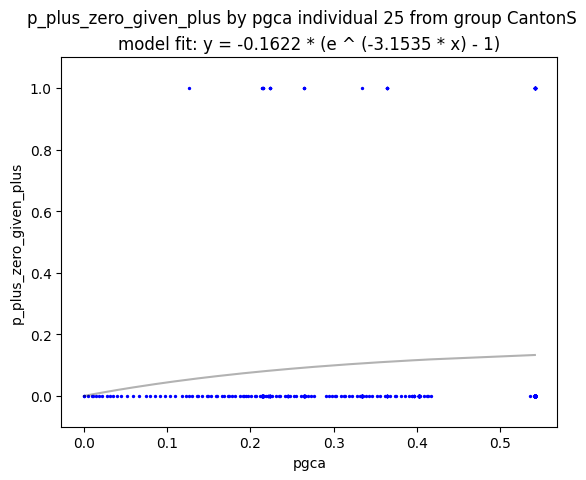 p_plus_zero_given_plus by pgca individual 25 from group CantonS
model fit: y = -0.1622 * (e ^ (-3.1535 * x) - 1)
p_plus_zero_given_plus
1.0
0.8
0.6
0.4
0.2
0.0
0.0 0.1 0.2 0.3 0.4 0.5
pgca